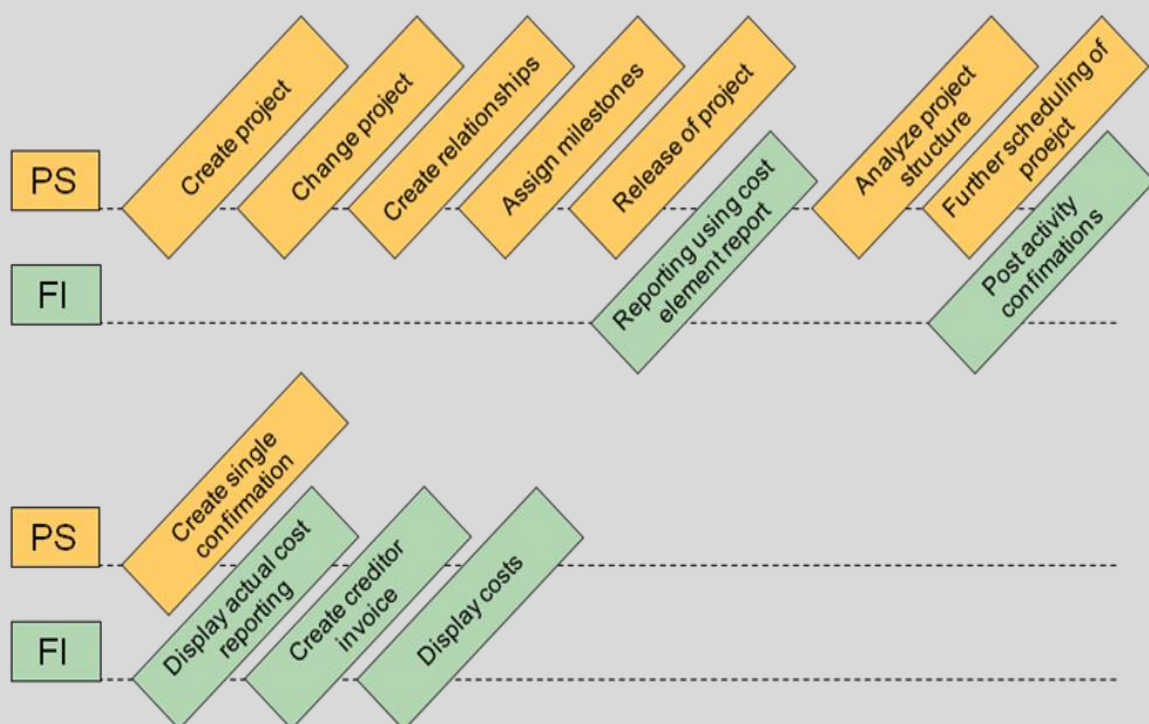 PS
Create project
Change project
Create relationships
Assign milestones
Release of project
Analyze project
structure
Further scheduling of
proejct
FI
Reporting using cost
element report
Post activity
confimations
PS
Create single
confirmation
FI
Display actual cost
reporting
Create creditor
invoice
Display costs